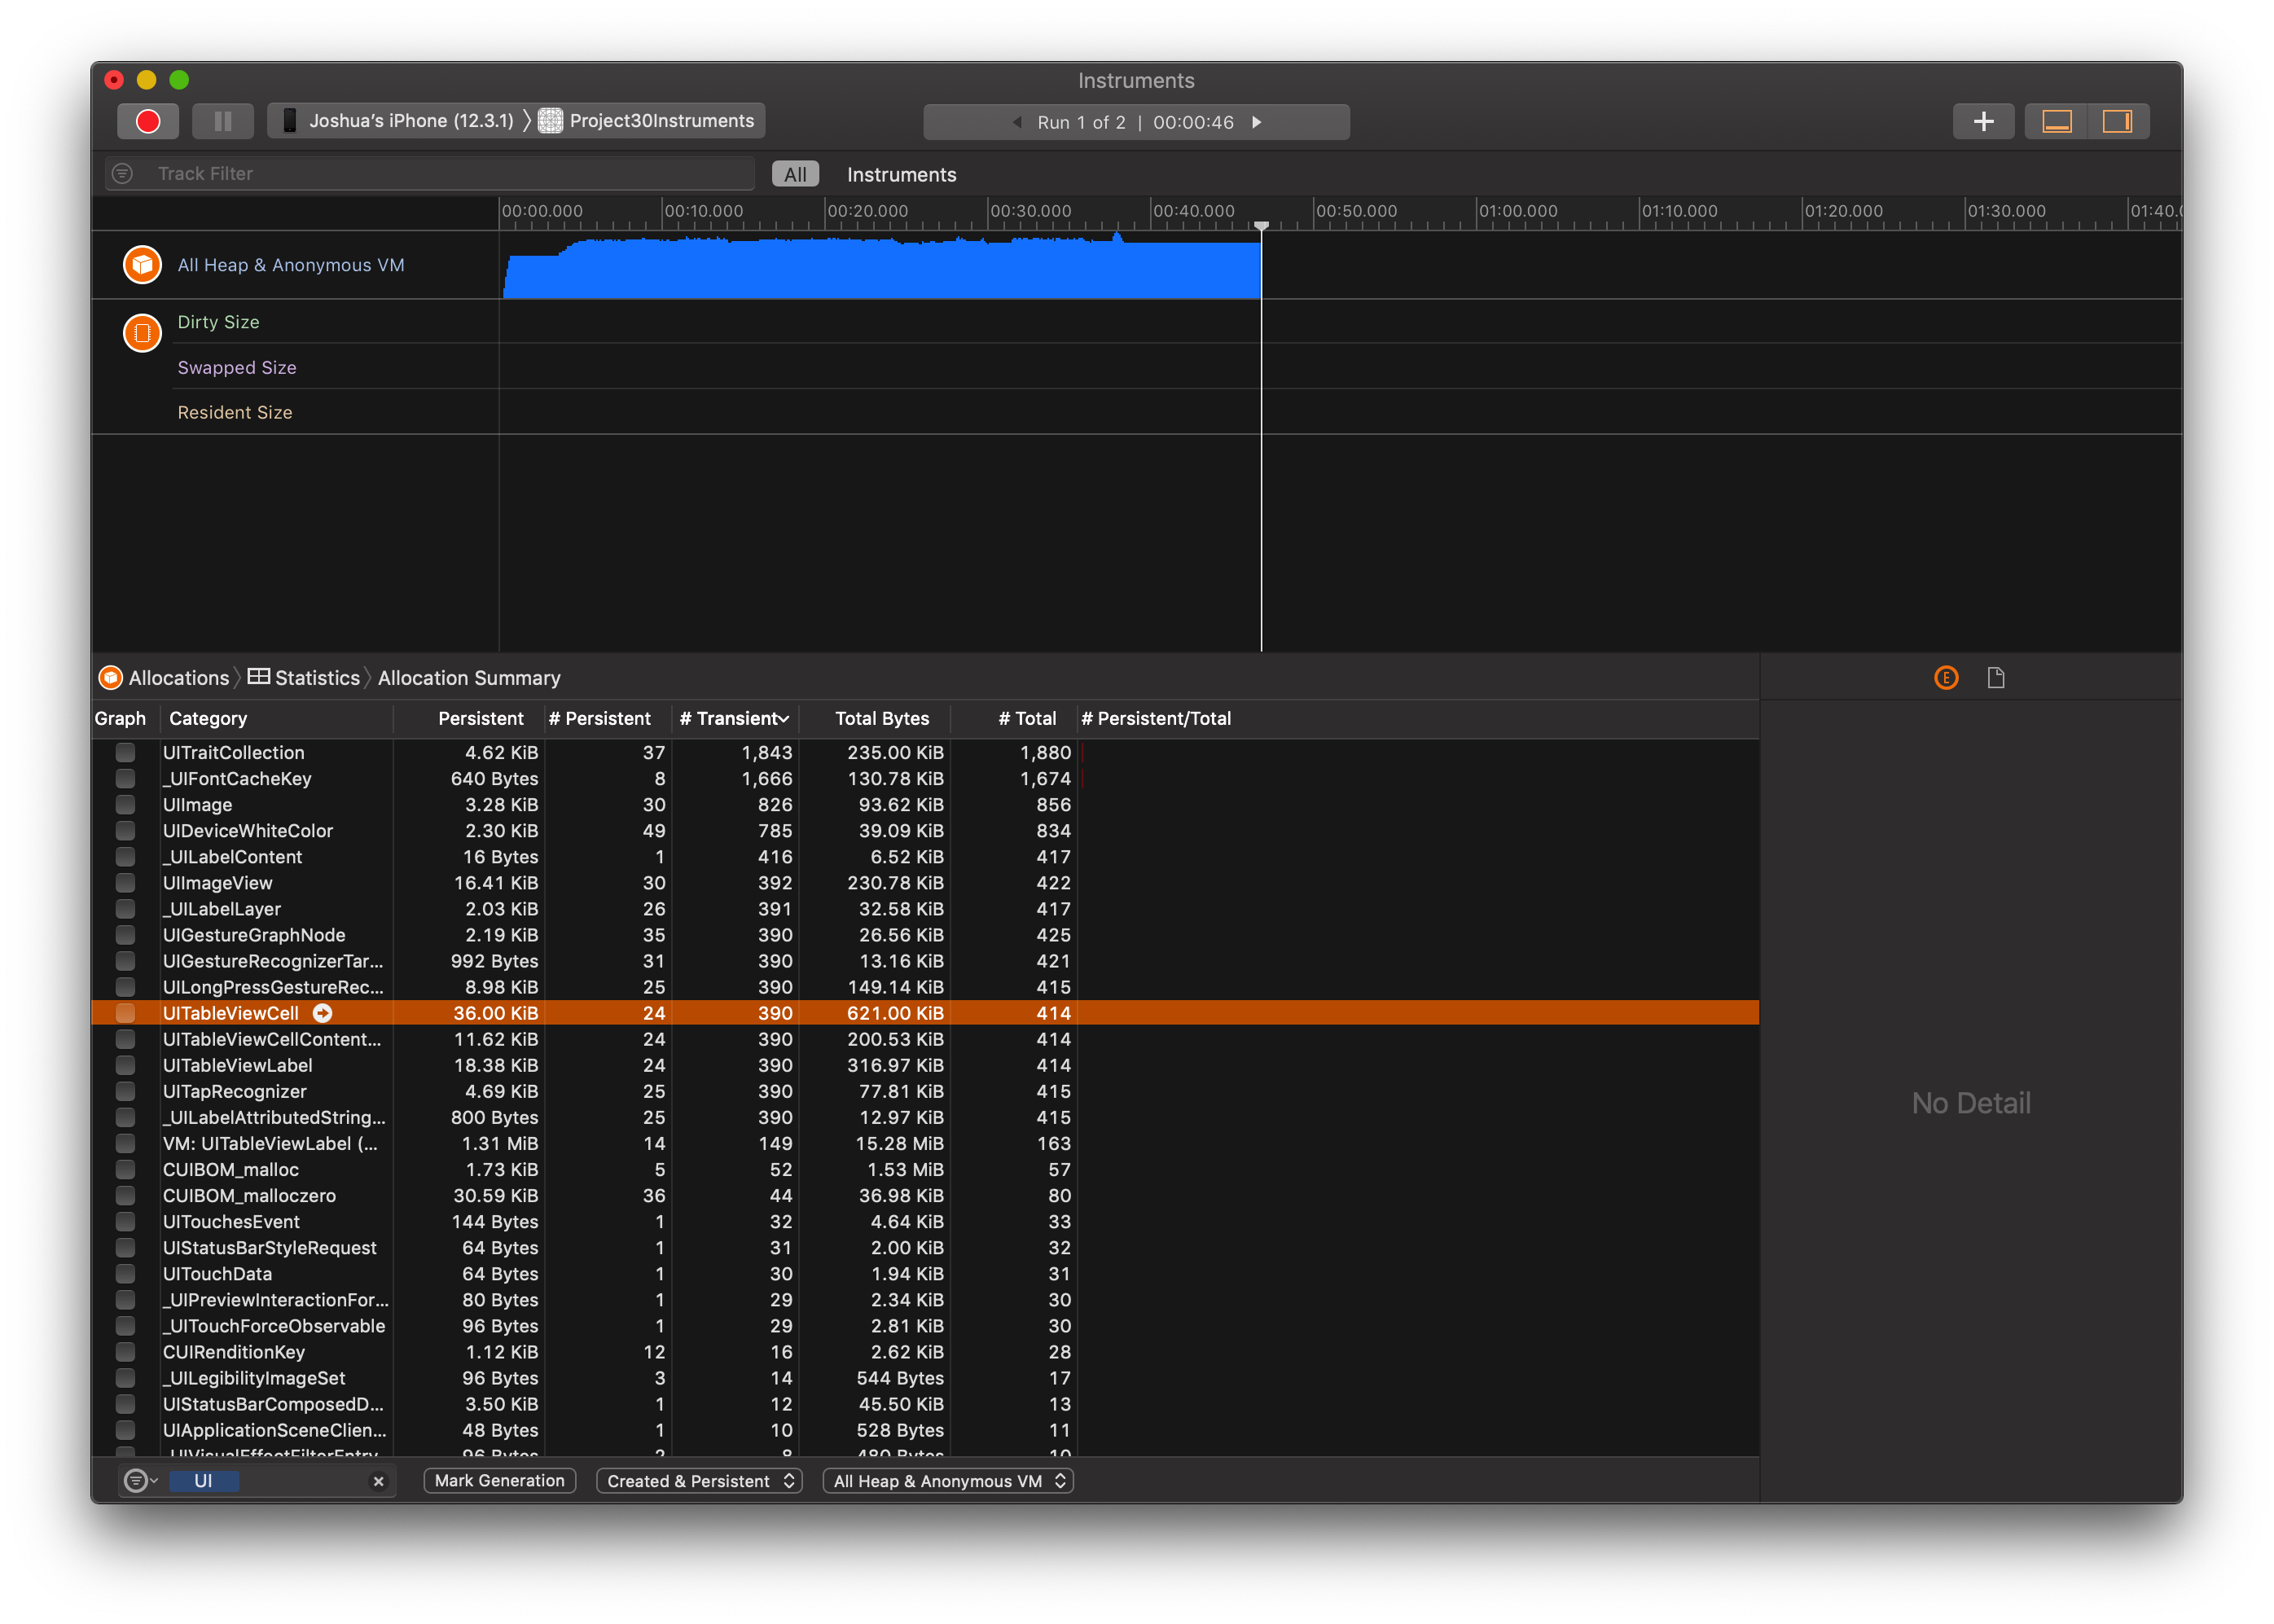 Instruments
Joshua’s iPhone (12.3.1) Project30Instruments Run 1 of 2 | 00:00:46
Track Filter All Instruments
00:00.000 00:10.000 00:20.000 00:30.000 00:40.000 00:50.000 01:00.000 01:10.000 01:20.000 01:30.000 01:40.0
All Heap & Anonymous VM
Dirty Size
Swapped Size
Resident Size
Allocations Statistics Allocation Summary E
Graph Category Persistent # Persistent # Transient Total Bytes # Total # Persistent/Total
UITraitCollection 4.62 KiB 37 1,843 235.00 KiB 1,880
_UIFontCacheKey 640 Bytes 8 1,666 130.78 KiB 1,674
UIImage 3.28 KiB 30 826 93.62 KiB 856
UIDeviceWhiteColor 2.30 KiB 49 785 39.09 KiB 834
_UILabelContent 16 Bytes 1 416 6.52 KiB 417
UIImageView 16.41 KiB 30 392 230.78 KiB 422
_UILabelLayer 2.03 KiB 26 391 32.58 KiB 417
UIGestureGraphNode 2.19 KiB 35 390 26.56 KiB 425
UIGestureRecognizerTar... 992 Bytes 31 390 13.16 KiB 421
UILongPressGestureRec... 8.98 KiB 25 390 149.14 KiB 415
UITableViewCell 36.00 KiB 24 390 621.00 KiB 414
UITableViewCellContent... 11.62 KiB 24 390 200.53 KiB 414
UITableViewLabel 18.38 KiB 24 390 316.97 KiB 414
UITapRecognizer 4.69 KiB 25 390 77.81 KiB 415
_UILabelAttributedString... 800 Bytes 25 390 12.97 KiB 415
VM: UITableViewLabel (... 1.31 MiB 14 149 15.28 MiB 163
CUIBOM_malloc 1.73 KiB 5 52 1.53 MiB 57
CUIBOM_malloczero 30.59 KiB 36 44 36.98 KiB 80
UITouchesEvent 144 Bytes 1 32 4.64 KiB 33
UIStatusBarStyleRequest 64 Bytes 1 31 2.00 KiB 32
UITouchData 64 Bytes 1 30 1.94 KiB 31
_UIPreviewInteractionFor... 80 Bytes 1 29 2.34 KiB 30
_UITouchForceObservable 96 Bytes 1 29 2.81 KiB 30
CUIRenditionKey 1.12 KiB 12 16 2.62 KiB 28
_UILegibilityImageSet 96 Bytes 3 14 544 Bytes 17
UIStatusBarComposedD... 3.50 KiB 1 12 45.50 KiB 13
UIApplicationSceneClien... 48 Bytes 1 10 528 Bytes 11
_UIVisualEffectFilterEntry 96 Bytes 2 8 480 Bytes 10
No Detail
UI Mark Generation Created & Persistent All Heap & Anonymous VM